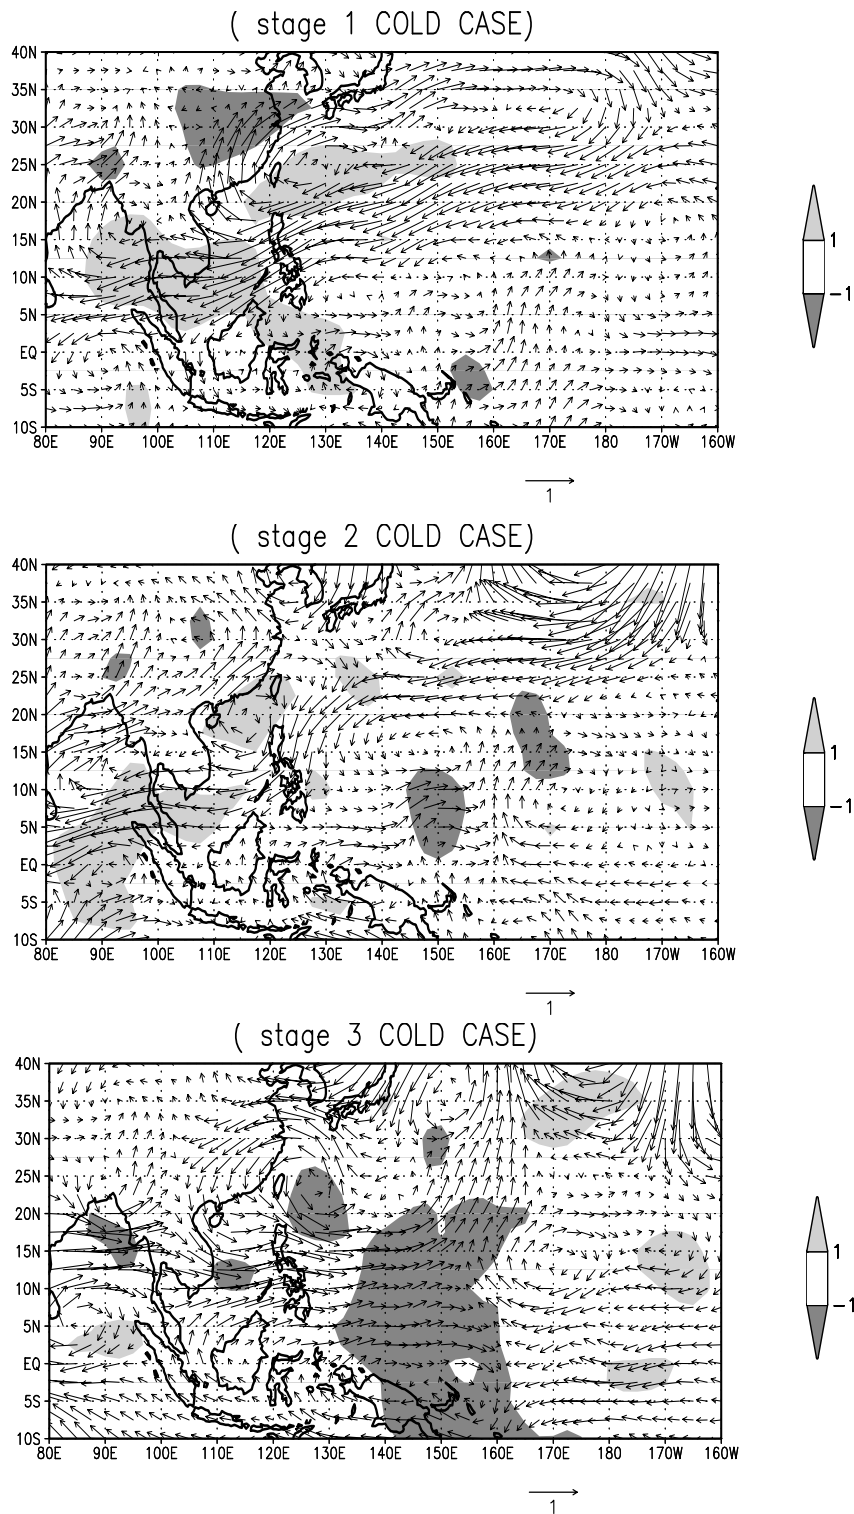 ( stage 1 COLD CASE)
40N
35N
30N
25N
20N
15N
10N
5N
EQ
5S
10S
80E 90E 100E 110E 120E 130E 140E 150E 160E 170E 180 170W 160W
1
-1
1
( stage 2 COLD CASE)
40N
35N
30N
25N
20N
15N
10N
5N
EQ
5S
10S
80E 90E 100E 110E 120E 130E 140E 150E 160E 170E 180 170W 160W
1
-1
1
( stage 3 COLD CASE)
40N
35N
30N
25N
20N
15N
10N
5N
EQ
5S
10S
80E 90E 100E 110E 120E 130E 140E 150E 160E 170E 180 170W 160W
1
-1
1